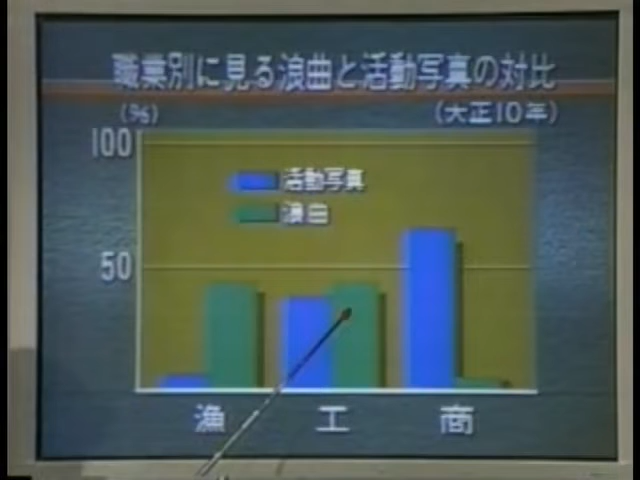 職業別に見る浪曲と活動写真の対比
(%)
(大正10年)
100
活動写真
浪曲
50
漁 工 商